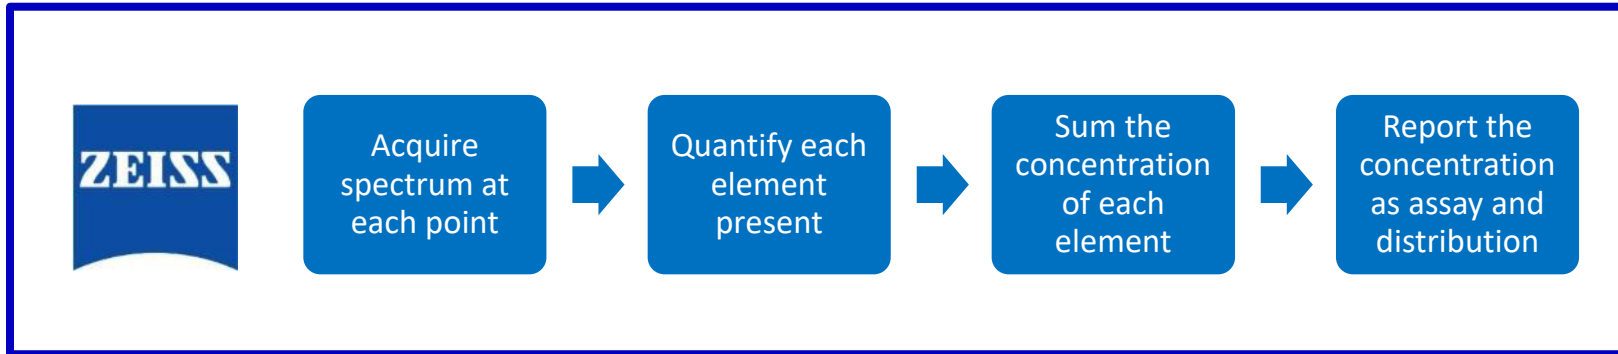 ZEISS
Acquire
spectrum at
each point
Quantify each
element
present
Sum the
concentration
of each
element
Report the
concentration
as assay and
distribution